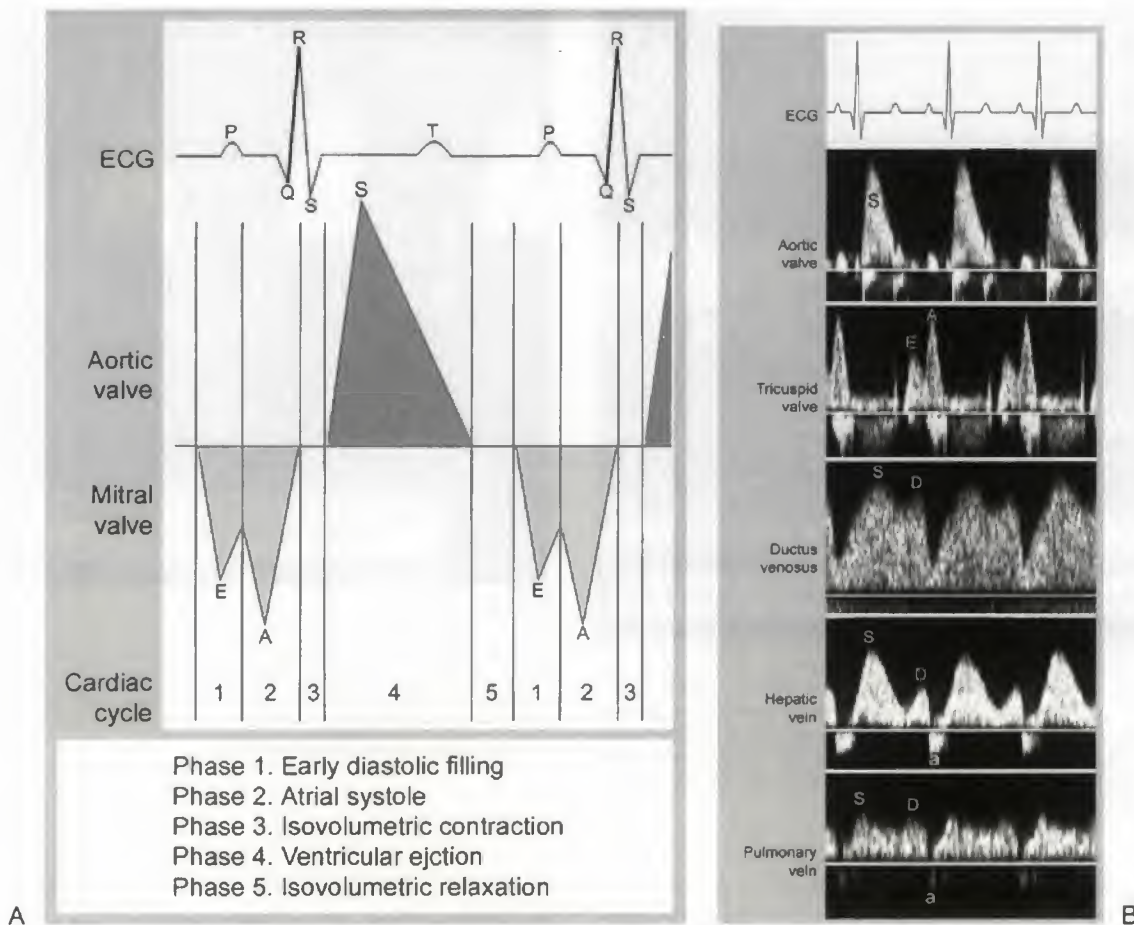 R
R
P
T
P
ECG
Q
S
Q
S
S
Aortic
valve
Mitral
valve
E
A
E
A
Cardiac
cycle
1 2 3 4 5 1 2 3
Phase 1. Early diastolic filling
Phase 2. Atrial systole
Phase 3. Isovolumetric contraction
Phase 4. Ventricular ejction
Phase 5. Isovolumetric relaxation
A
ECG
S
Aortic
valve
A
E
Tricuspid
valve
S
D
Ductus
venosus
S
D
Hepatic
vein
a
S
D
Pulmonary
vein
a
B